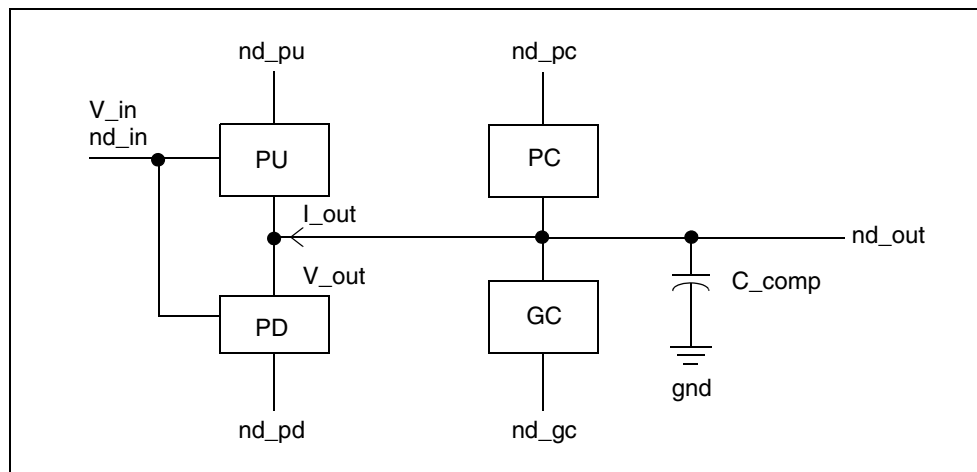 nd_pu
nd_pc
V_in
nd_in
PU
PC
I_out
nd_out
V_out
C_comp
PD
GC
gnd
nd_pd
nd_gc